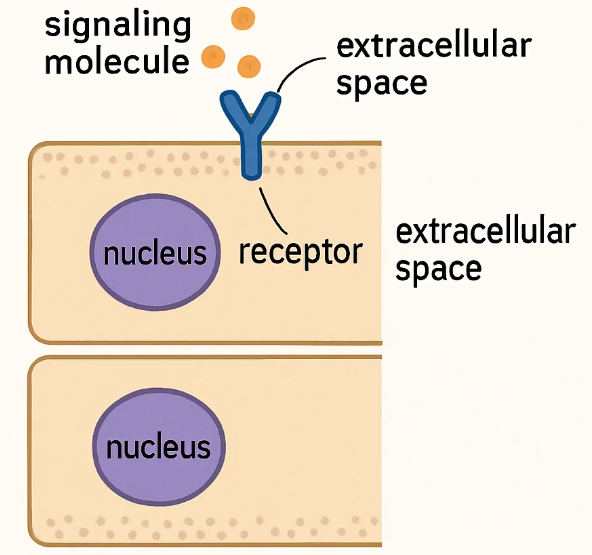 signaling
molecule
extracellular
space
nucleus
receptor
extracellular
space
nucleus